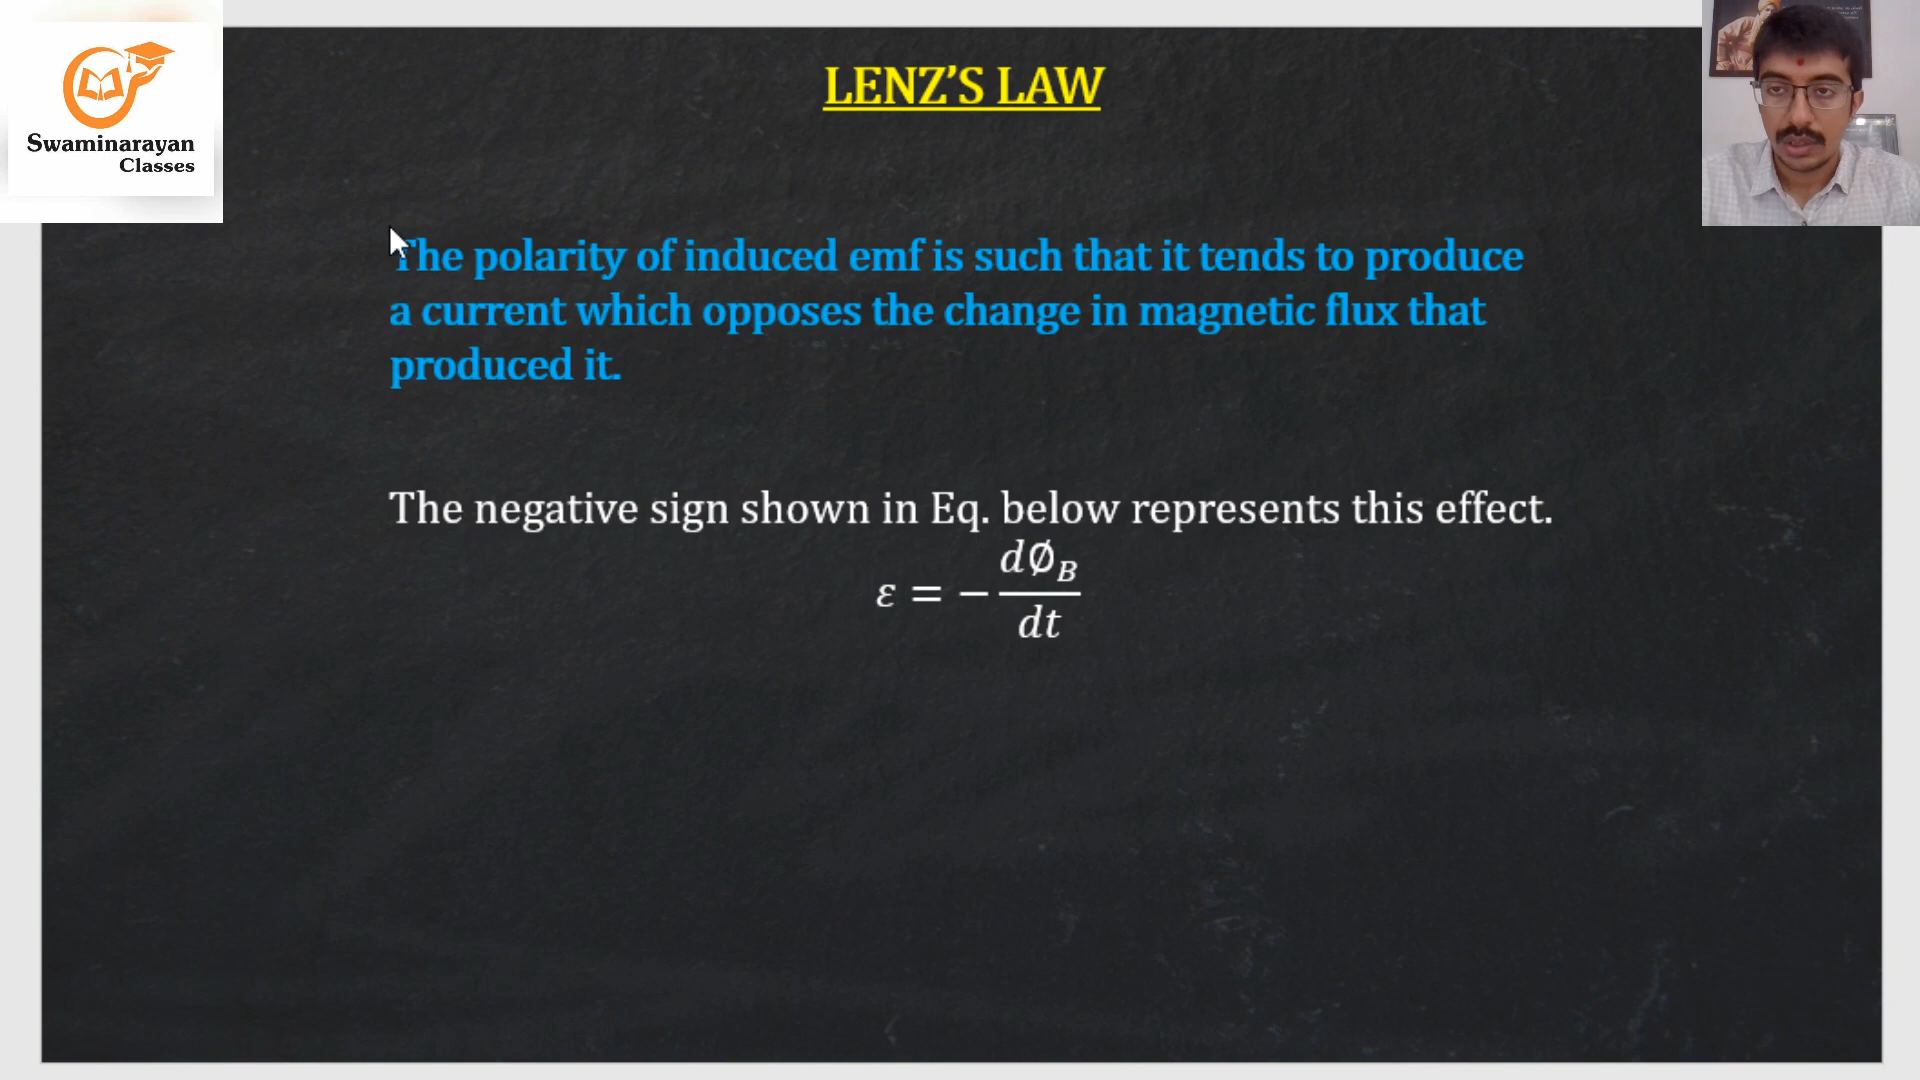 Swaminarayan
Classes
LENZ’S LAW
The polarity of induced emf is such that it tends to produce
a current which opposes the change in magnetic flux that
produced it.
The negative sign shown in Eq. below represents this effect.
ε = − d∅_B / dt